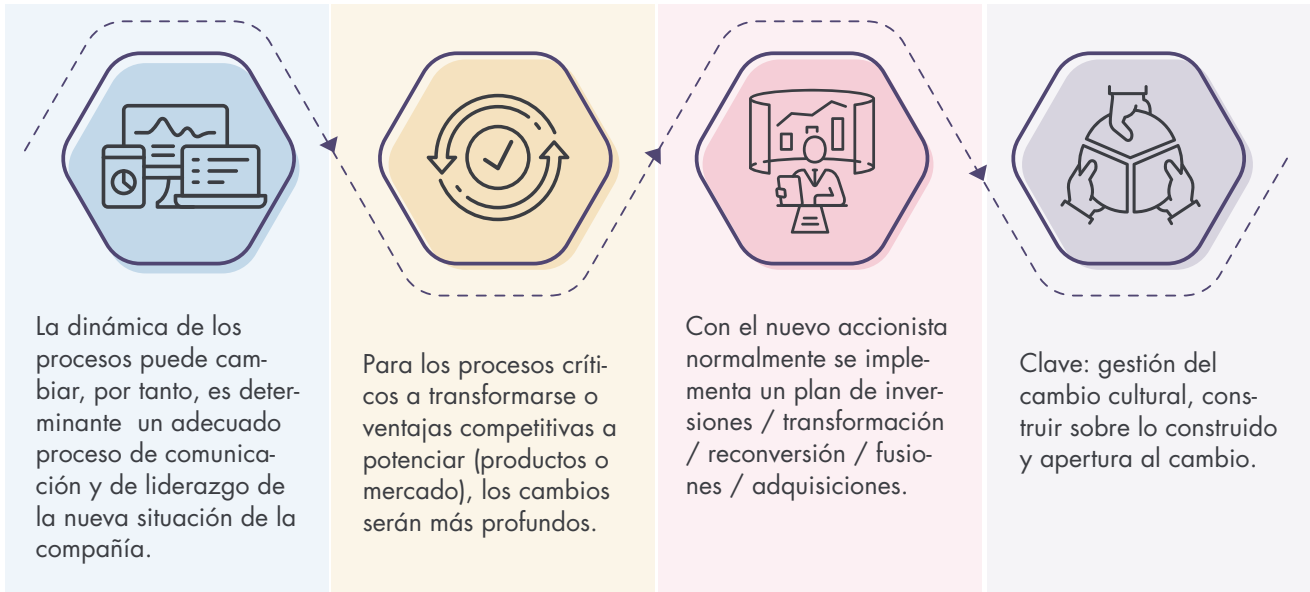 La dinámica de los
procesos puede cam-
biar, por tanto, es deter-
minante  un adecuado
proceso de comunica-
ción y de liderazgo de
la nueva situación de la
compañía.
Para los procesos críti-
cos a transformarse o
ventajas competitivas a
potenciar (productos o
mercado), los cambios
serán más profundos.
Con el nuevo accionista
normalmente se imple-
menta un plan de inver-
siones / transformación
/ reconversión / fusio-
nes / adquisiciones.
Clave: gestión del
cambio cultural, cons-
truir sobre lo construido
y apertura al cambio.